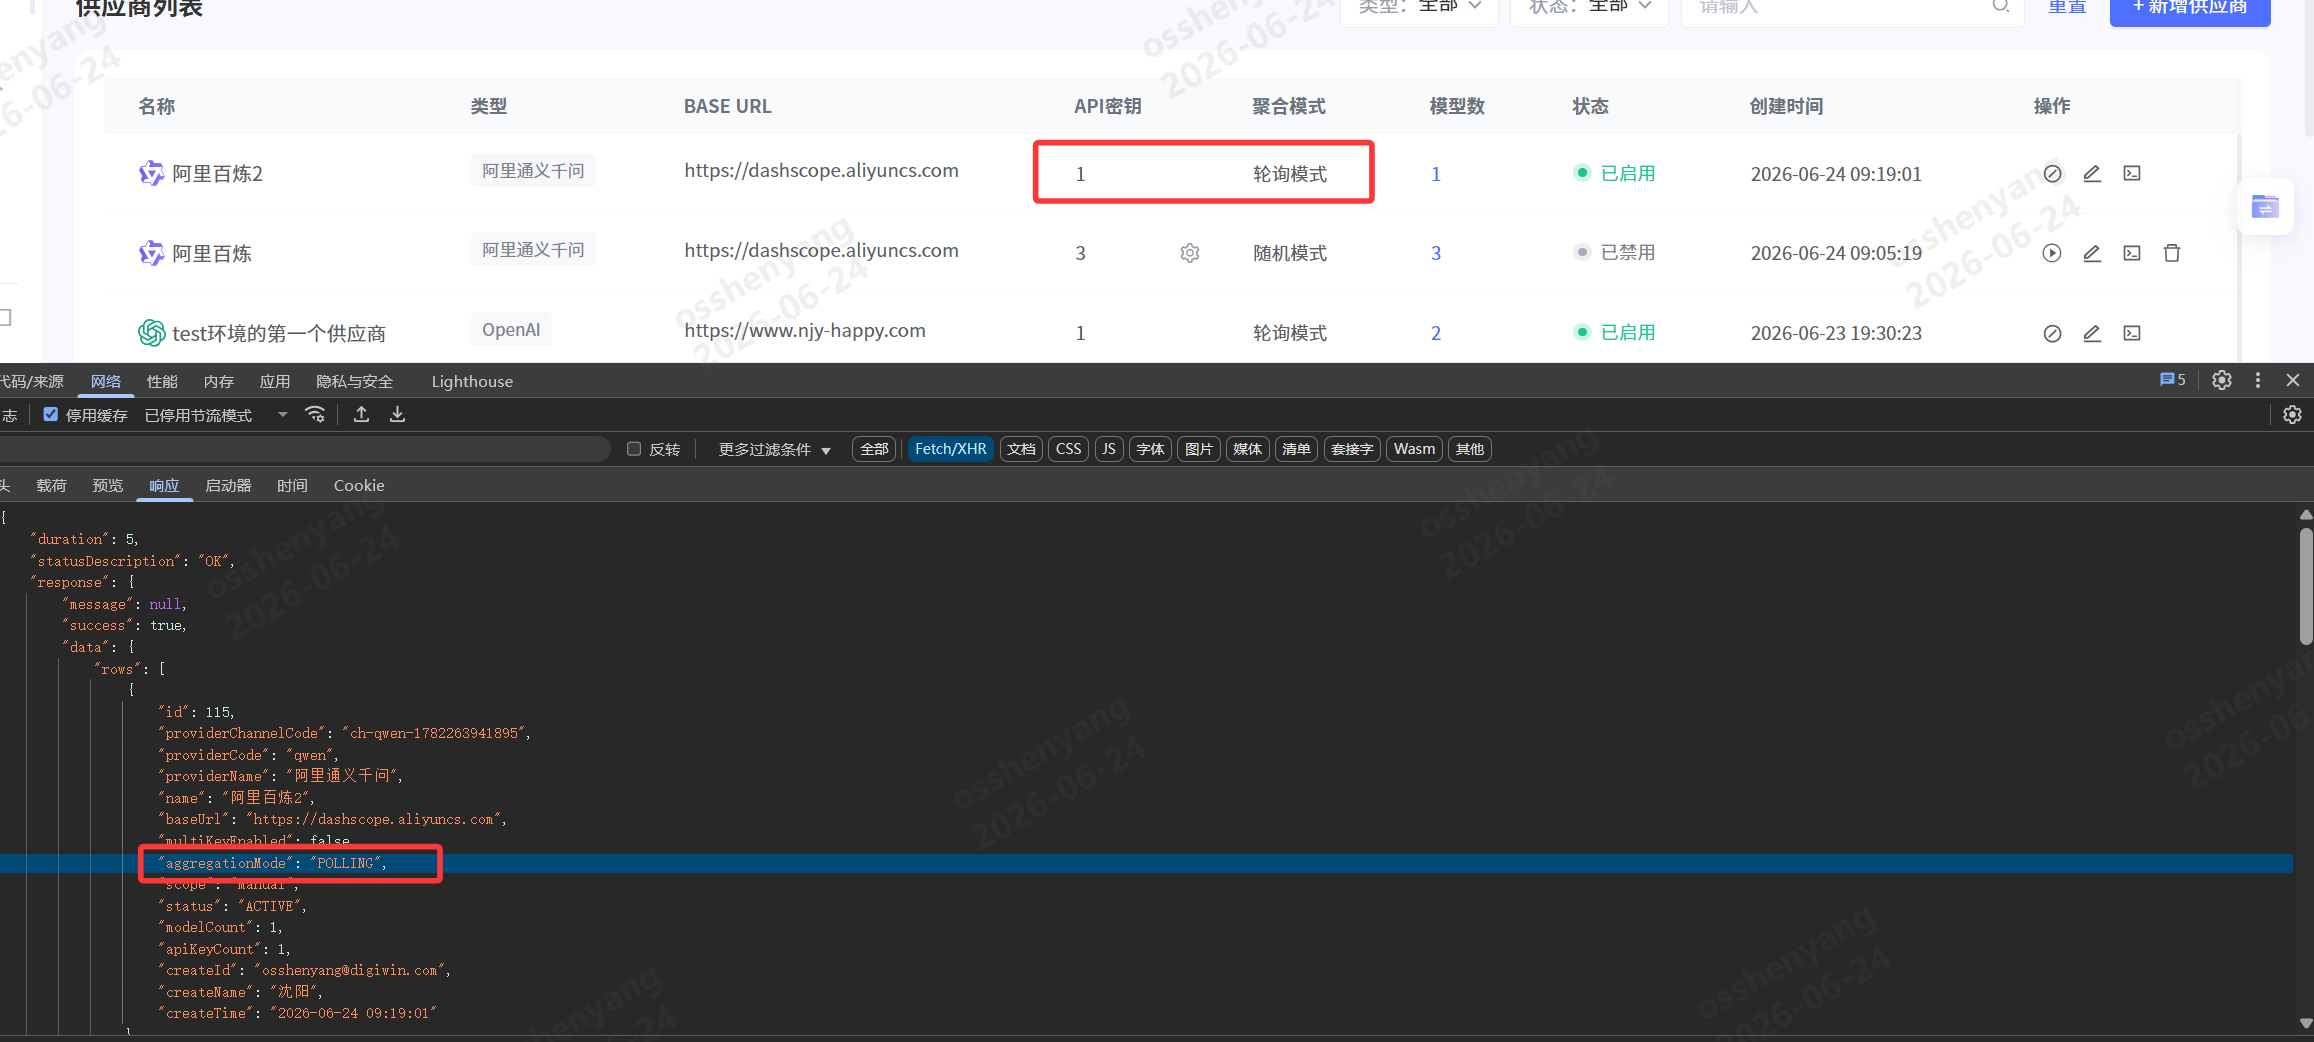 供应商列表
类型： 全部
状态： 全部
请输入
重置
+ 新增供应商
名称 类型 BASE URL API密钥 聚合模式 模型数 状态 创建时间 操作
阿里百炼2 阿里通义千问 https://dashscope.aliyuncs.com 1 轮询模式 1 已启用 2026-06-24 09:19:01
阿里百炼 阿里通义千问 https://dashscope.aliyuncs.com 3 随机模式 3 已禁用 2026-06-24 09:05:19
test环境的第一个供应商 OpenAI https://www.njy-happy.com 1 轮询模式 2 已启用 2026-06-23 19:30:23
代码/来源 网络 性能 内存 应用 隐私与安全 Lighthouse 5
志 停用缓存 已停用节流模式
反转 更多过滤条件 全部 Fetch/XHR 文档 CSS JS 字体 图片 媒体 清单 套接字 Wasm 其他
头 载荷 预览 响应 启动器 时间 Cookie
{
"duration": 5,
"statusDescription": "OK",
"response": {
"message": null,
"success": true,
"data": {
"rows": [
{
"id": 115,
"providerChannelCode": "ch-qwen-1782263941895",
"providerCode": "qwen",
"providerName": "阿里通义千问",
"name": "阿里百炼2",
"baseUrl": "https://dashscope.aliyuncs.com",
"multiKeyEnabled": false,
"aggregationMode": "POLLING",
"scope": "manual",
"status": "ACTIVE",
"modelCount": 1,
"apiKeyCount": 1,
"createId": "osshenyang@digiwin.com",
"createName": "沈阳",
"createTime": "2026-06-24 09:19:01"
osshenyang
2026-06-24